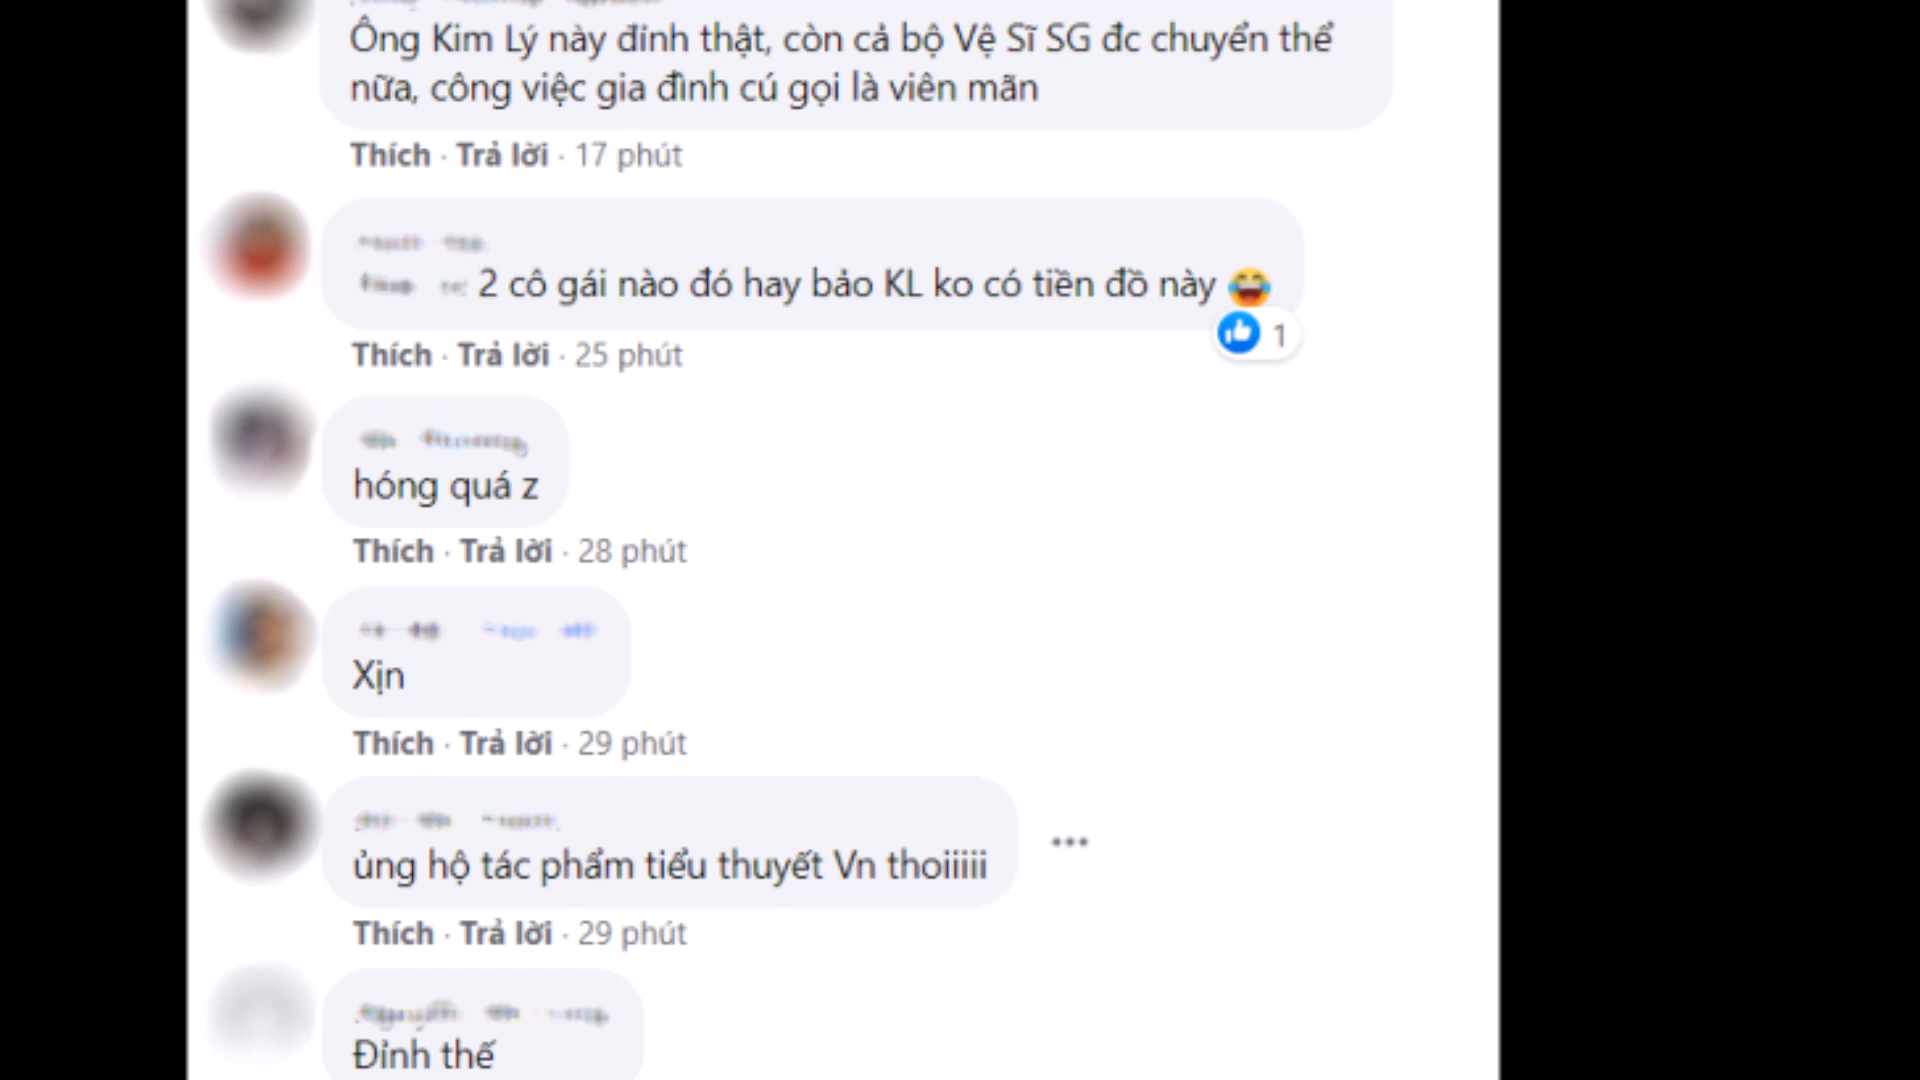 Ông Kim Lý này đỉnh thật, còn cả bộ Vệ Sĩ SG đc chuyển thể
nữa, công việc gia đình cú gọi là viên mãn
Thích · Trả lời · 17 phút
2 cô gái nào đó hay bảo KL ko có tiền đồ này 😂
1
Thích · Trả lời · 25 phút
hóng quá z
Thích · Trả lời · 28 phút
Xịn
Thích · Trả lời · 29 phút
ủng hộ tác phẩm tiểu thuyết Vn thoiiiii
Thích · Trả lời · 29 phút
Đỉnh thế